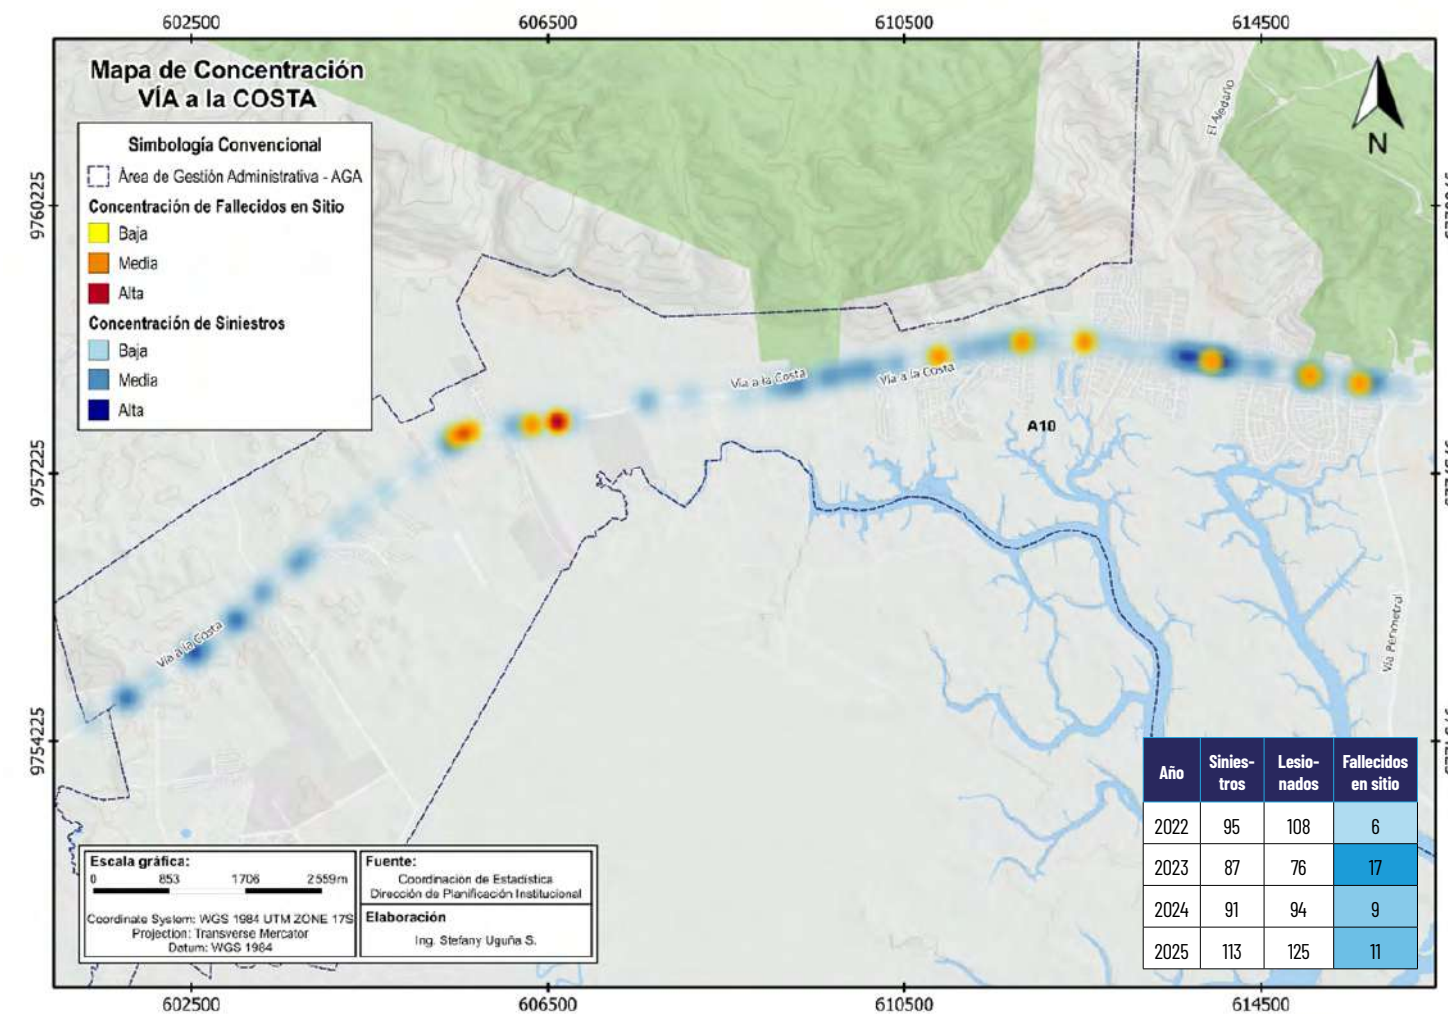 602500 606500 610500 614500
Mapa de Concentración
VÍA a la COSTA
Simbología Convencional
Área de Gestión Administrativa - AGA
Concentración de Fallecidos en Sitio
Baja
Media
Alta
Concentración de Siniestros
Baja
Media
Alta
N
9760225
9757225
9754225
Vía a la Costa
Vía a la Costa
Vía a la Costa
A10
Vía Perimetral
Año Sinies-tros Lesio-nados Fallecidos en sitio
2022 95 108 6
2023 87 76 17
2024 91 94 9
2025 113 125 11
Escala gráfica:
0 853 1706 2559m
Coordinate System: WGS 1984 UTM ZONE 17S
Projection: Transverse Mercator
Datum: WGS 1984
Fuente:
Coordinación de Estadística
Dirección de Planificación Institucional
Elaboración
Ing. Stefany Uguña S.
602500 606500 610500 614500